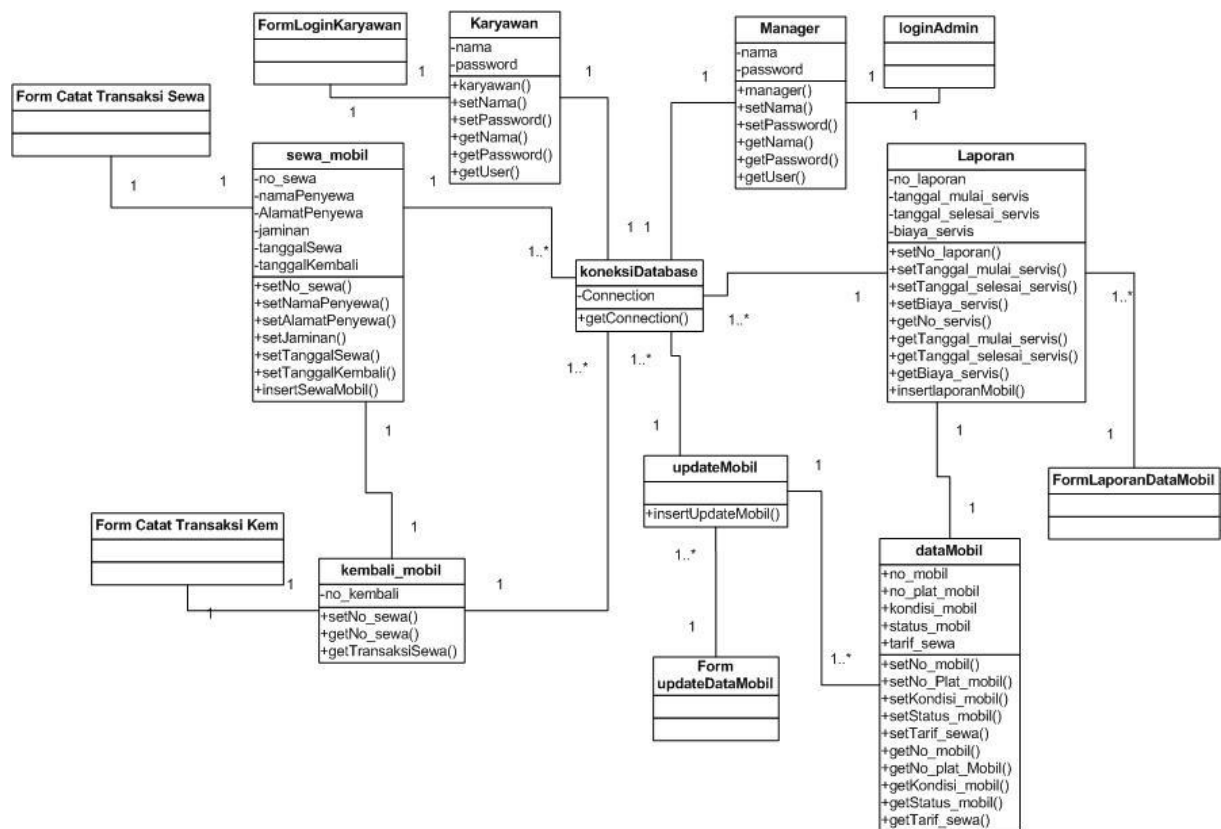 FormLoginKaryawan
Karyawan
-nama
-password
+karyawan()
+setNama()
+setPassword()
+getNama()
+getPassword()
+getUser()
Manager
-nama
-password
+manager()
+setNama()
+setPassword()
+getNama()
+getPassword()
+getUser()
loginAdmin
1
1
1
1
1
1
Form Catat Transaksi Sewa
1
1
sewa_mobil
-no_sewa
-namaPenyewa
-AlamatPenyewa
-jaminan
-tanggalSewa
-tanggalKembali
+setNo_sewa()
+setNamaPenyewa()
+setAlamatPenyewa()
+setJaminan()
+setTanggalSewa()
+setTanggalKembali()
+insertSewaMobil()
1
1..*
1 1
koneksiDatabase
-Connection
+getConnection()
1..*
1..*
1..*
1
Laporan
-no_laporan
-tanggal_mulai_servis
-tanggal_selesai_servis
-biaya_servis
+setNo_laporan()
+setTanggal_mulai_servis()
+setTanggal_selesai_servis()
+setBiaya_servis()
+getNo_servis()
+getTanggal_mulai_servis()
+getTanggal_selesai_servis()
+getBiaya_servis()
+insertlaporanMobil()
1..*
1
FormLaporanDataMobil
1
1
1
1
1
updateMobil
+insertUpdateMobil()
1
1..*
1
1..*
Form
updateDataMobil
Form Catat Transaksi Kem
1
1
kembali_mobil
-no_kembali
+setNo_sewa()
+getNo_sewa()
+getTransaksiSewa()
1
dataMobil
+no_mobil
+no_plat_mobil
+kondisi_mobil
+status_mobil
+tarif_sewa
+setNo_mobil()
+setNo_Plat_mobil()
+setKondisi_mobil()
+setStatus_mobil()
+setTarif_sewa()
+getNo_mobil()
+getNo_plat_Mobil()
+getKondisi_mobil()
+getStatus_mobil()
+getTarif_sewa()